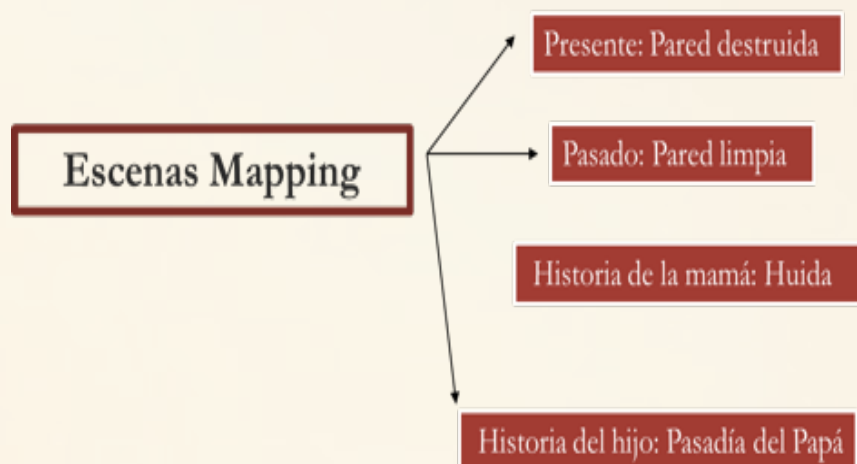 Presente: Pared destruida
Escenas Mapping
Pasado: Pared limpia
Historia de la mamá: Huida
Historia del hijo: Pasadía del Papá